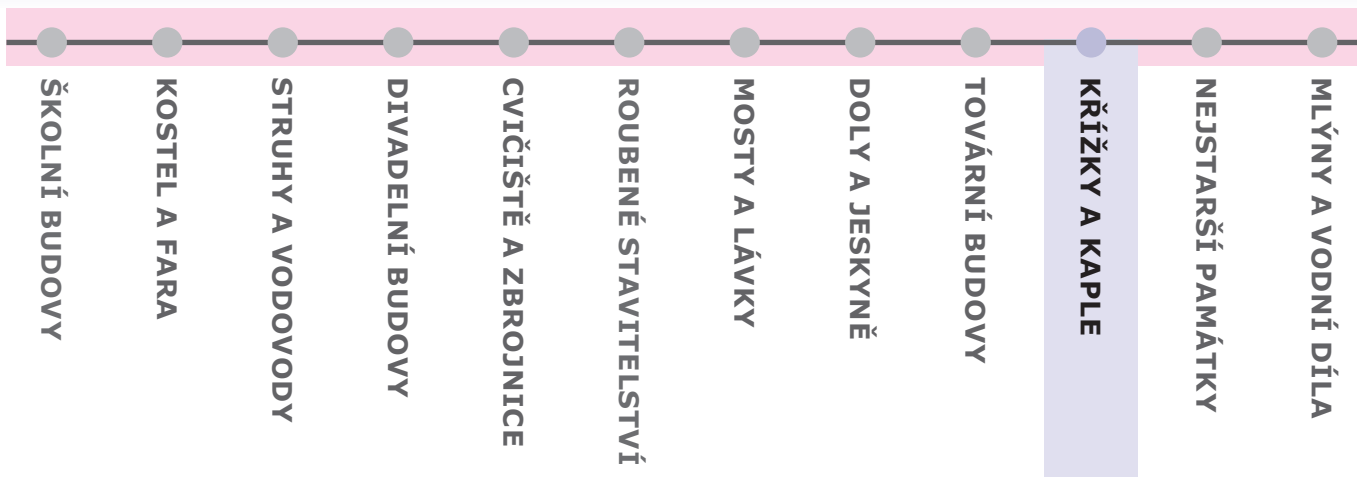 ŠKOLNÍ BUDOVY
KOSTEL A FARA
STRUHY A VODOVODY
DIVADELNÍ BUDOVY
CVIČIŠTĚ A ZBROJNICE
ROUBENÉ STAVITELSTVÍ
MOSTY A LÁVKY
DOLY A JESKYNĚ
TOVÁRNÍ BUDOVY
KŘÍŽKY A KAPLE
NEJSTARŠÍ PAMÁTKY
MLÝNY A VODNÍ DÍLA